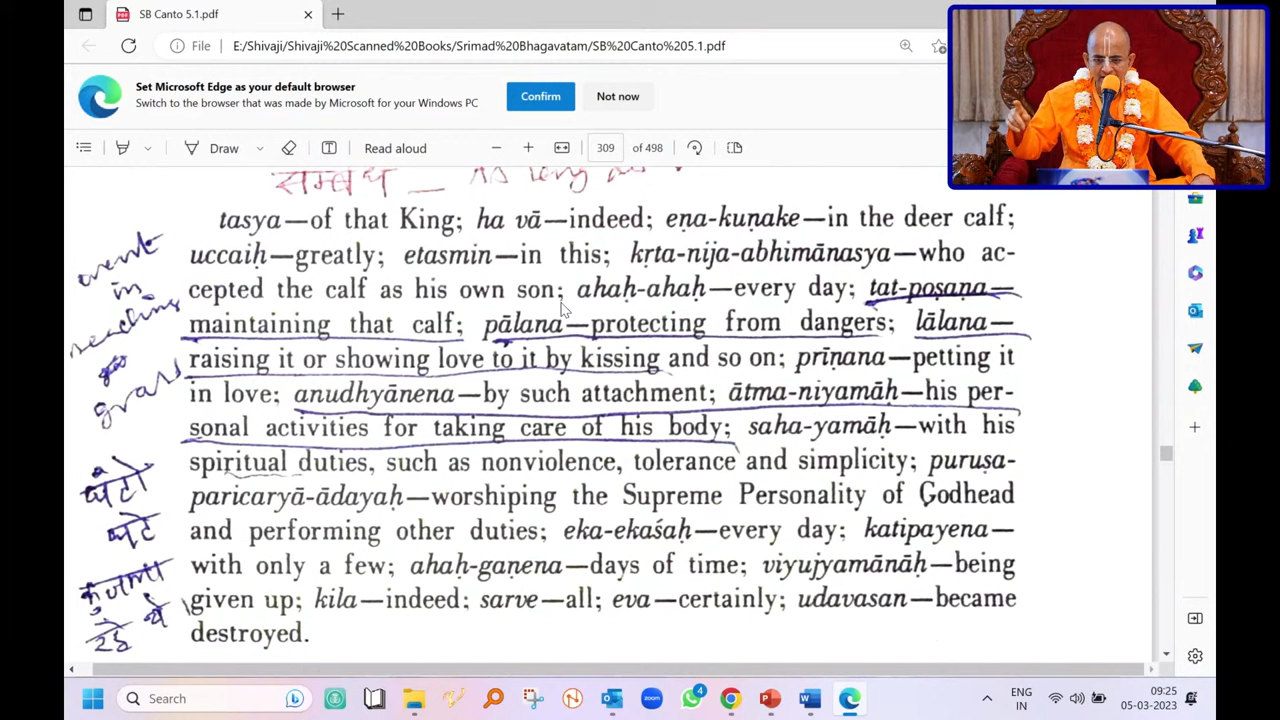 SB Canto 5.1.pdf
File
E:/Shivaji/Shivaji%20Scanned%20Books/Srimad%20Bhagavatam/SB%20Canto%205.1.pdf
Set Microsoft Edge as your default browser
Switch to the browser that was made by Microsoft for your Windows PC
Confirm
Not now
Draw
Read aloud
309 of 498
tasya—of that King; ha vā—indeed; eṇa-kuṇake—in the deer calf;
uccaiḥ—greatly; etasmin—in this; kṛta-nija-abhimānasya—who ac-
cepted the calf as his own son; ahaḥ-ahaḥ—every day; tat-poṣaṇa—
maintaining that calf; pālana—protecting from dangers; lālana—
raising it or showing love to it by kissing and so on; prīṇana—petting it
in love; anudhyānena—by such attachment; ātma-niyamāḥ—his per-
sonal activities for taking care of his body; saha-yamāḥ—with his
spiritual duties, such as nonviolence, tolerance and simplicity; puruṣa-
paricaryā-ādayaḥ—worshiping the Supreme Personality of Godhead
and performing other duties; eka-ekaśaḥ—every day; katipayena—
with only a few; ahaḥ-gaṇena—days of time; viyujyamānāḥ—being
given up; kila—indeed; sarve—all; eva—certainly; udavasan—became
destroyed.
in
Search
4
ENG
IN
09:25
05-03-2023